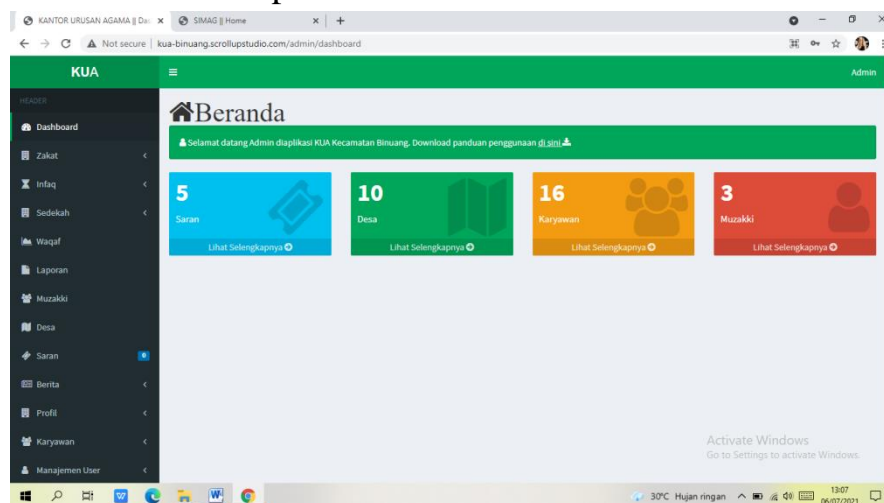 KANTOR URUSAN AGAMA || Das
SIMAG || Home
Not secure | kua-binuang.scrollupstudio.com/admin/dashboard
KUA
Admin
HEADER
Dashboard
Zakat
Infaq
Sedekah
Waqaf
Laporan
Muzakki
Desa
Saran
Berita
Profil
Karyawan
Manajemen User
Beranda
Selamat datang Admin diaplikasi KUA Kecamatan Binuang. Download panduan penggunaan di sini
5
Saran
Lihat Selengkapnya
10
Desa
Lihat Selengkapnya
16
Karyawan
Lihat Selengkapnya
3
Muzakki
Lihat Selengkapnya
Activate Windows
Go to Settings to activate Windows.
30°C Hujan ringan
13:07
06/07/2021